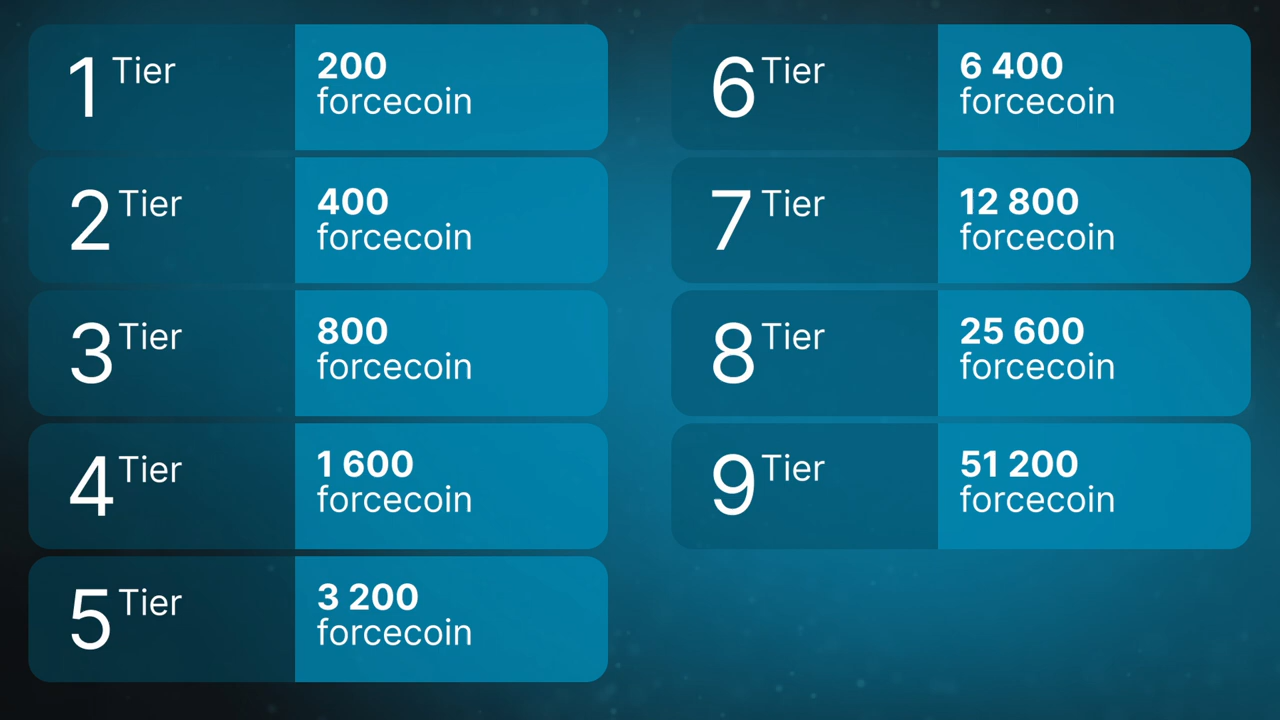 1 Tier
200
forcecoin
2 Tier
400
forcecoin
3 Tier
800
forcecoin
4 Tier
1 600
forcecoin
5 Tier
3 200
forcecoin
6 Tier
6 400
forcecoin
7 Tier
12 800
forcecoin
8 Tier
25 600
forcecoin
9 Tier
51 200
forcecoin